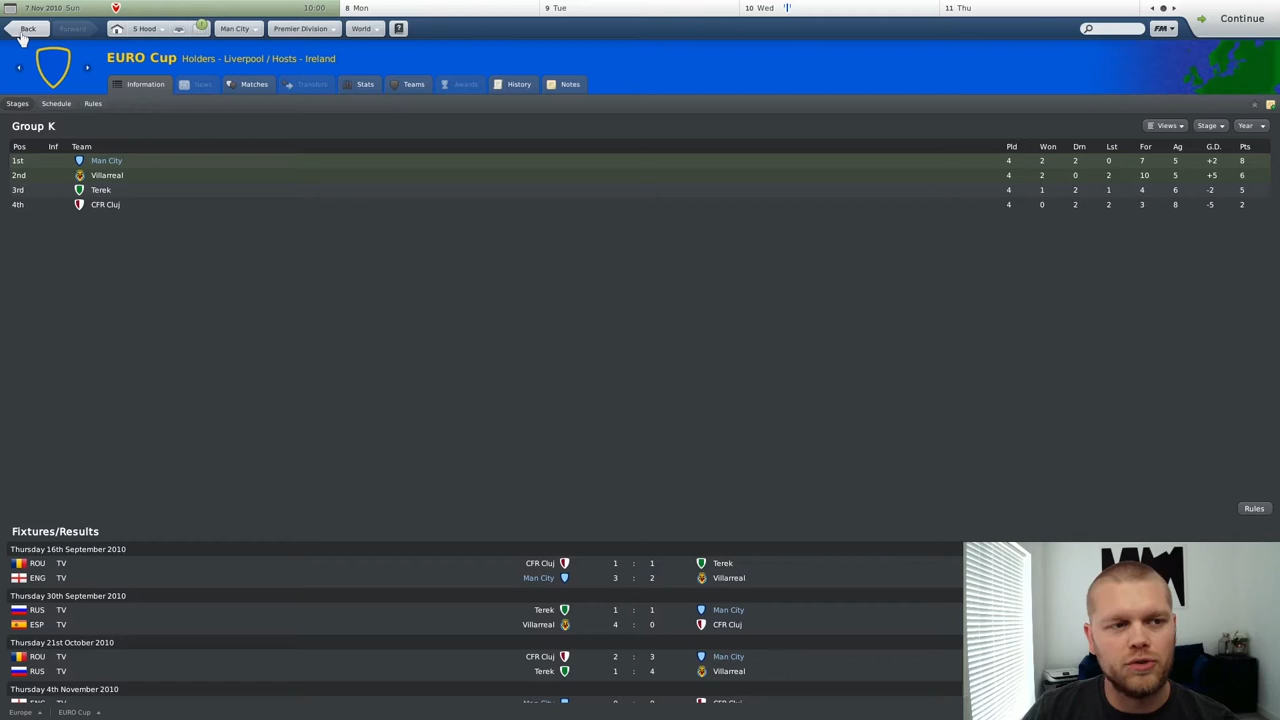 7 Nov 2010 Sun 10:00 8 Mon 9 Tue 10 Wed 11 Thu
Back Forward S Hood Man City Premier Division World ? FM Continue
EURO Cup Holders - Liverpool / Hosts - Ireland
Information News Matches Transfers Stats Teams Awards History Notes
Stages Schedule Rules
Group K Views Stage Year
Pos Inf Team Pld Won Drn Lst For Ag G.D. Pts
1st Man City 4 2 2 0 7 5 +2 8
2nd Villarreal 4 2 0 2 10 5 +5 6
3rd Terek 4 1 2 1 4 6 -2 5
4th CFR Cluj 4 0 2 2 3 8 -5 2
Rules
Fixtures/Results
Thursday 16th September 2010
ROU TV CFR Cluj 1 : 1 Terek
ENG TV Man City 3 : 2 Villarreal
Thursday 30th September 2010
RUS TV Terek 1 : 1 Man City
ESP TV Villarreal 4 : 0 CFR Cluj
Thursday 21st October 2010
ROU TV CFR Cluj 2 : 3 Man City
RUS TV Terek 1 : 4 Villarreal
Thursday 4th November 2010
Europe EURO Cup